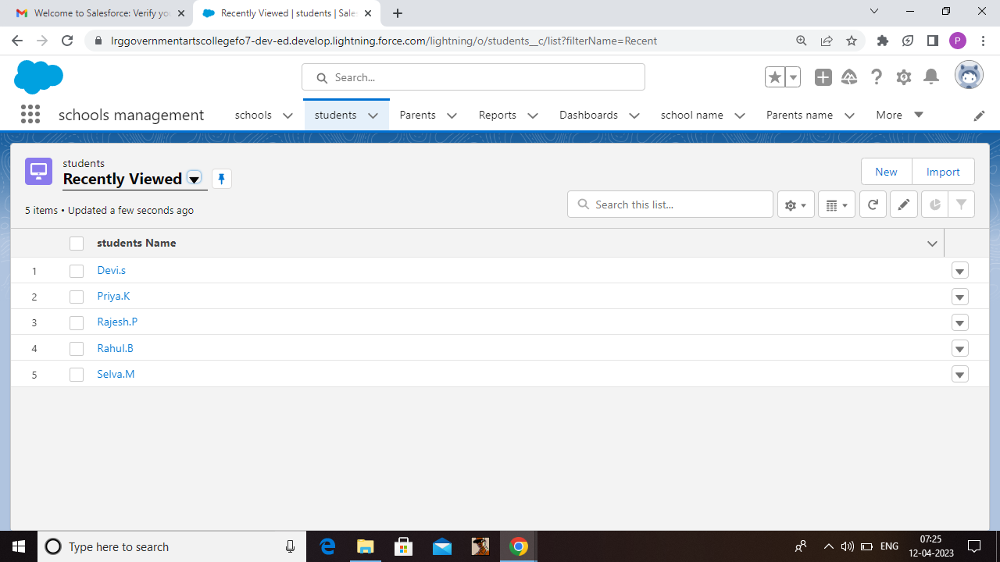 Welcome to Salesforce: Verify yo
Recently Viewed | students | Sale
lrggovernmentartscollegefo7-dev-ed.develop.lightning.force.com/lightning/o/students__c/list?filterName=Recent
P
Search...
schools management
schools
students
Parents
Reports
Dashboards
school name
Parents name
More
students
Recently Viewed
New
Import
5 items • Updated a few seconds ago
Search this list...
students Name
1 Devi.s
2 Priya.K
3 Rajesh.P
4 Rahul.B
5 Selva.M
Type here to search
ENG
07:25
12-04-2023